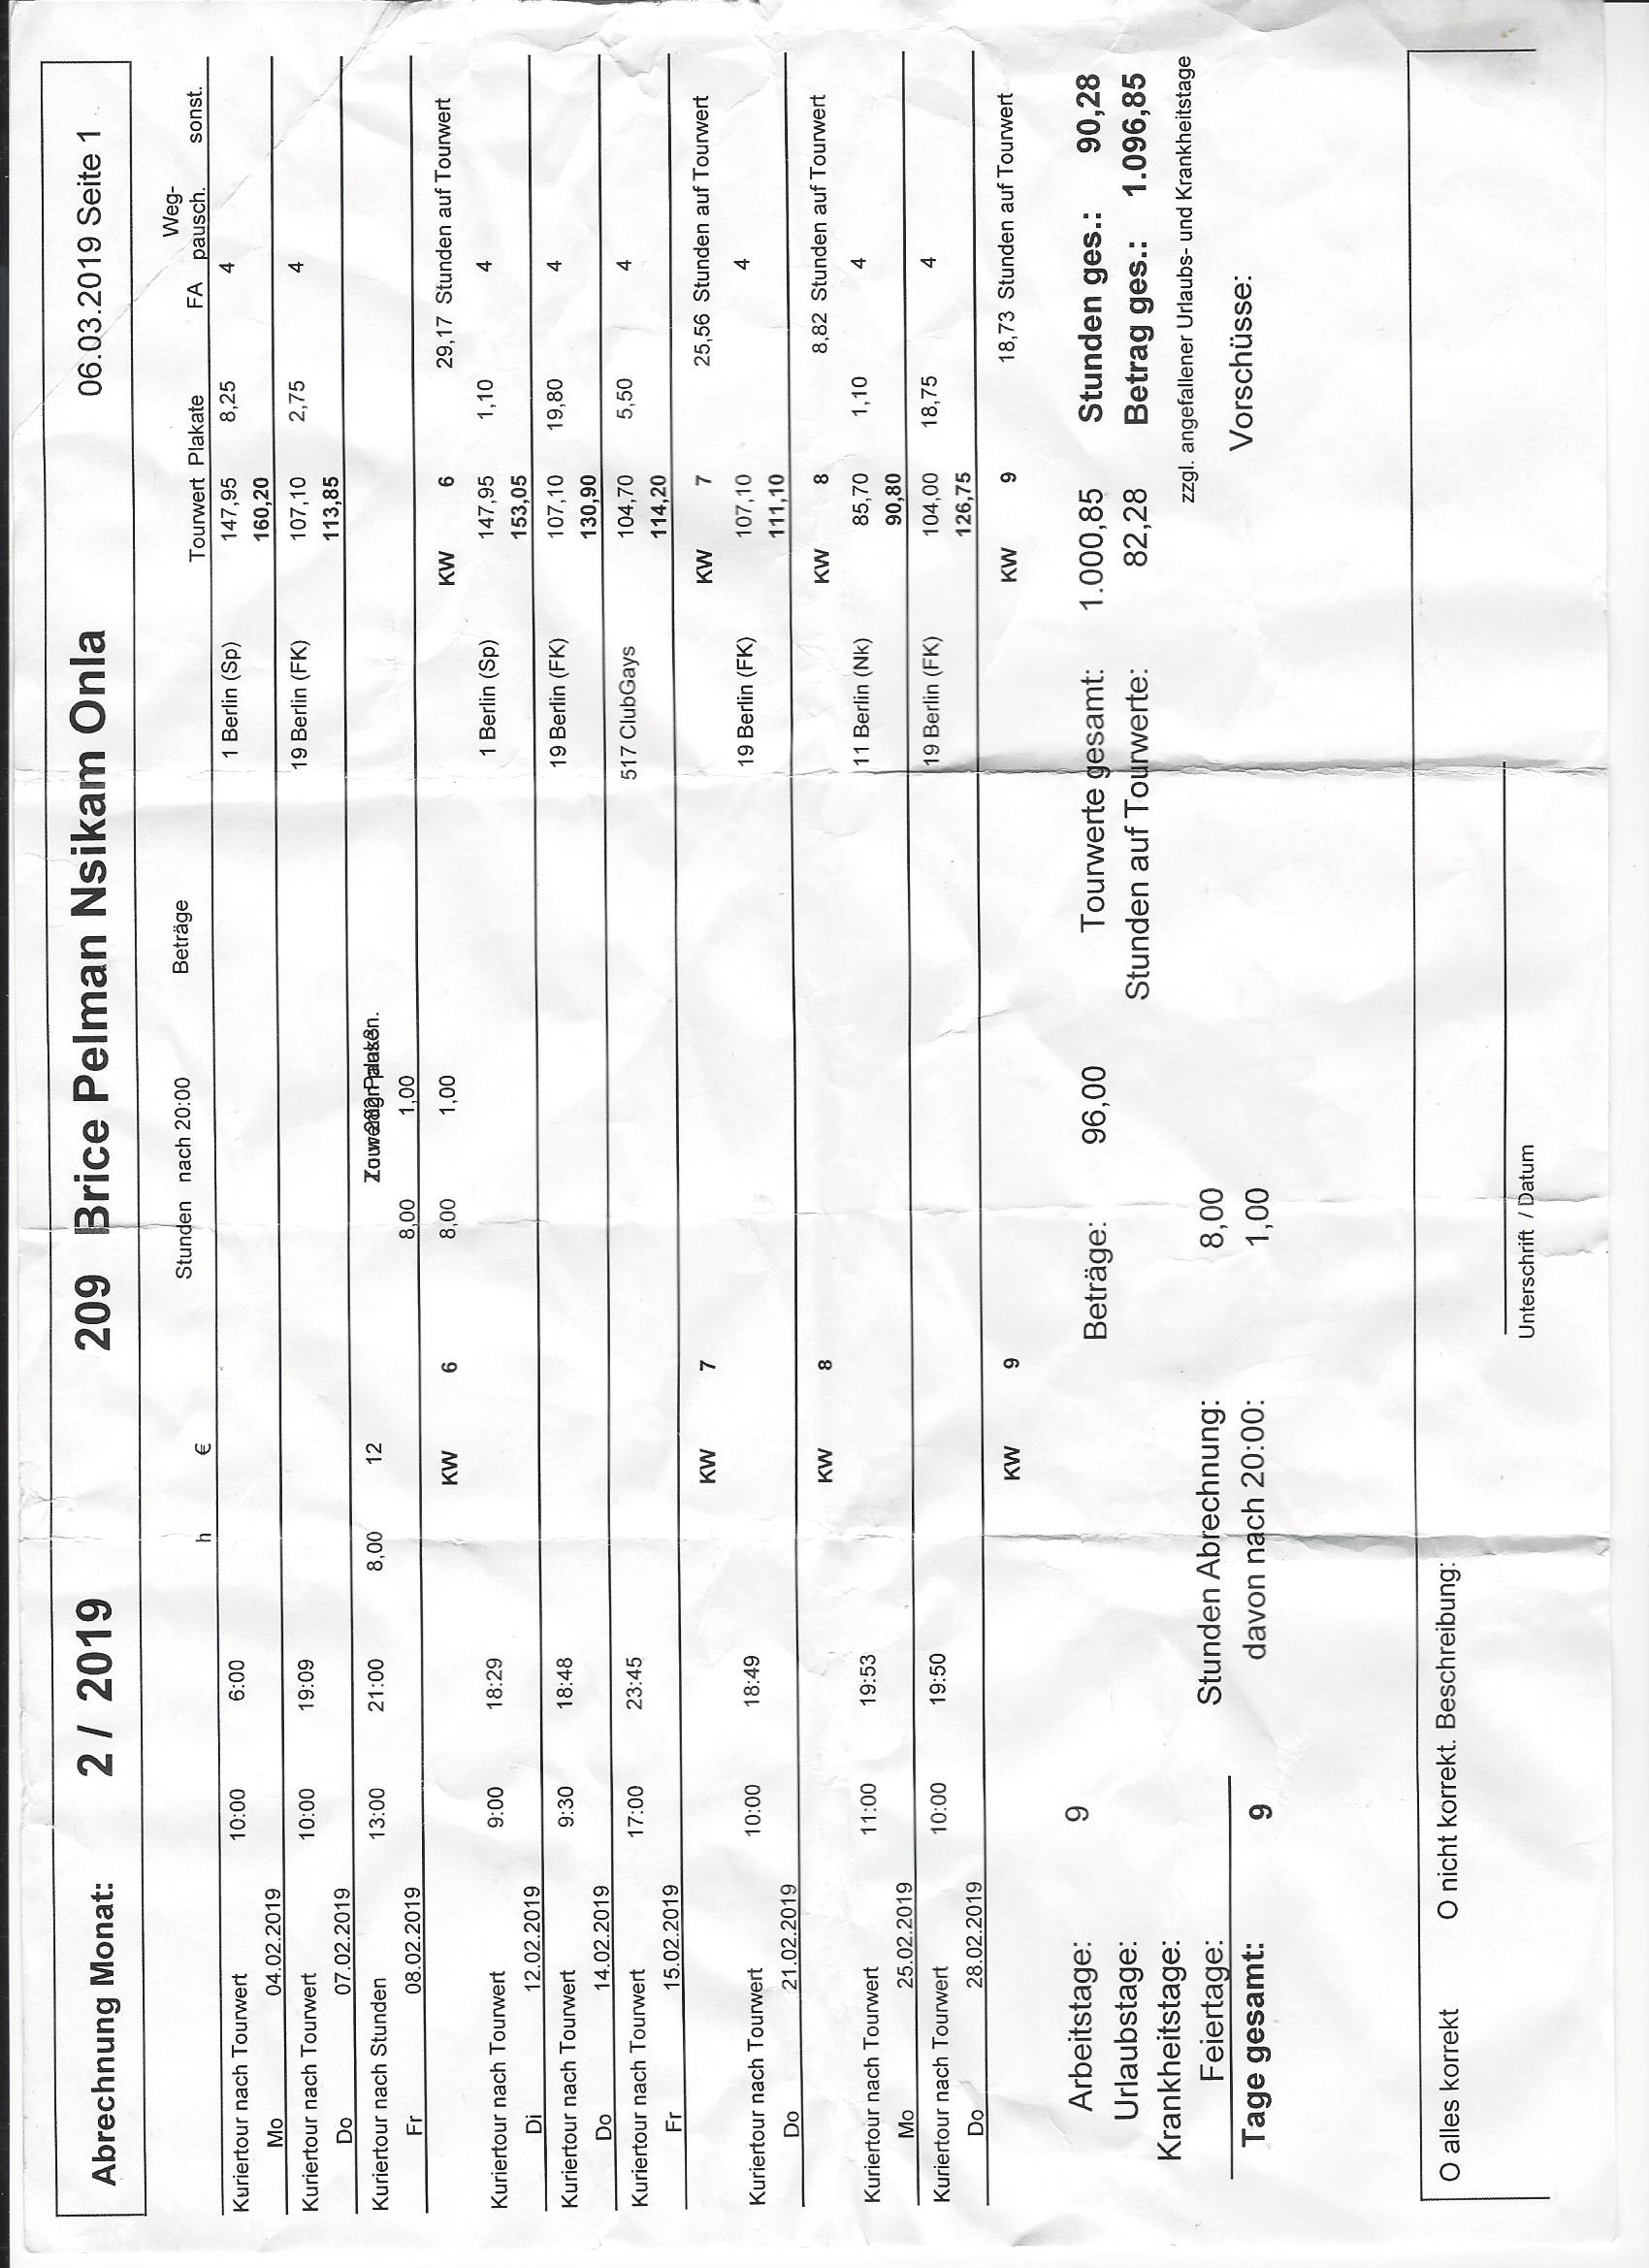 Abrechnung Monat: 2 / 2019 209 Brice Pelman Nsikam Onla 06.03.2019 Seite 1
h € Stunden nach 20:00 Beträge Tourwert Plakate FA Weg-pausch. sonst.
Kuriertour nach Tourwert 10:00 6:00 1 Berlin (Sp) 147,95 8,25 4
Mo 04.02.2019 160,20
Kuriertour nach Tourwert 10:00 19:09 19 Berlin (FK) 107,10 2,75 4
Do 07.02.2019 113,85
Kuriertour nach Stunden 13:00 21:00 8,00 12
Fr 08.02.2019 8,00 1,00
KW 6 8,00 1,00 KW 6 29,17 Stunden auf Tourwert
Kuriertour nach Tourwert 9:00 18:29 1 Berlin (Sp) 147,95 1,10 4
Di 12.02.2019 153,05
Kuriertour nach Tourwert 9:30 18:48 19 Berlin (FK) 107,10 19,80 4
Do 14.02.2019 130,90
Kuriertour nach Tourwert 17:00 23:45 517 ClubGays 104,70 5,50 4
Fr 15.02.2019 114,20
KW 7 KW 7 25,56 Stunden auf Tourwert
Kuriertour nach Tourwert 10:00 18:49 19 Berlin (FK) 107,10 4
Do 21.02.2019 111,10
KW 8 KW 8 8,82 Stunden auf Tourwert
Kuriertour nach Tourwert 11:00 19:53 11 Berlin (Nk) 85,70 1,10 4
Mo 25.02.2019 90,80
Kuriertour nach Tourwert 10:00 19:50 19 Berlin (FK) 104,00 18,75 4
Do 28.02.2019 126,75
KW 9 KW 9 18,73 Stunden auf Tourwert
Arbeitstage: 9 Beträge: 96,00 Tourwerte gesamt: 1.000,85 Stunden ges.: 90,28
Urlaubstage: Stunden auf Tourwerte: 82,28 Betrag ges.: 1.096,85
Krankheitstage: zzgl. angefallener Urlaubs- und Krankheitstage
Feiertage: Stunden Abrechnung: 8,00 Vorschüsse:
Tage gesamt: 9 davon nach 20:00: 1,00
O alles korrekt O nicht korrekt. Beschreibung:
Unterschrift / Datum